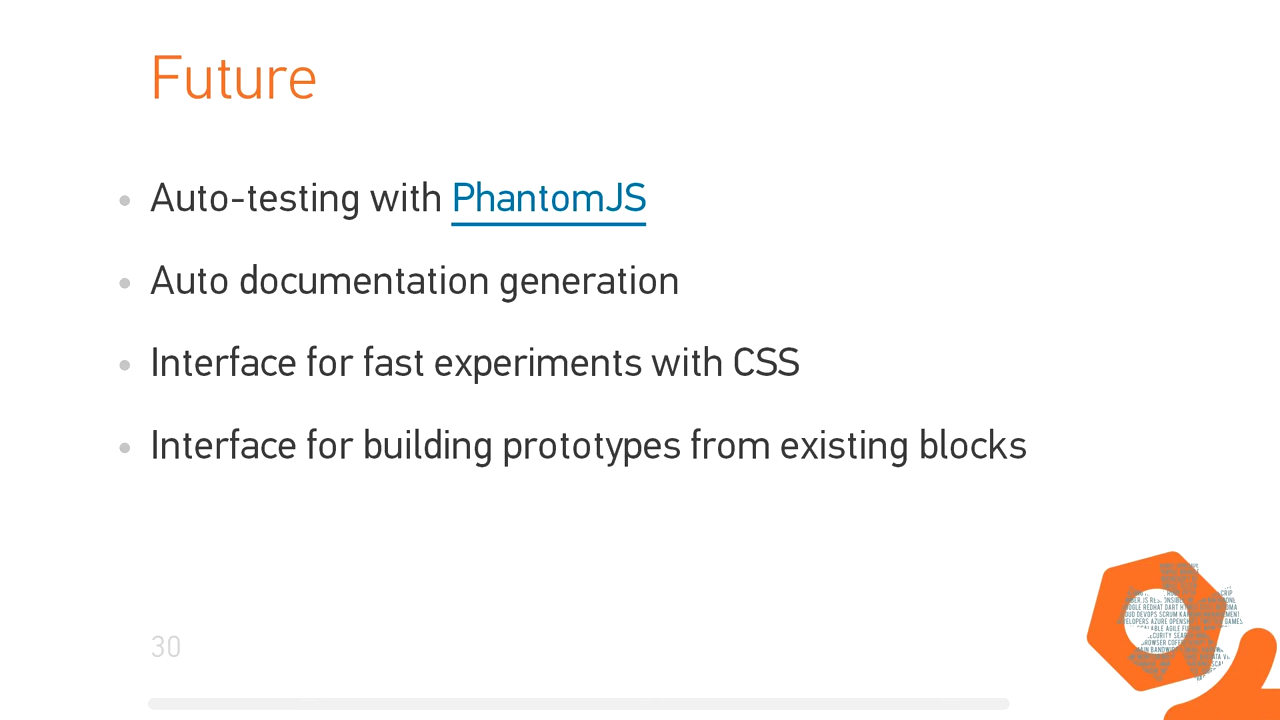 Future
Auto-testing with PhantomJS
Auto documentation generation
Interface for fast experiments with CSS
Interface for building prototypes from existing blocks
30